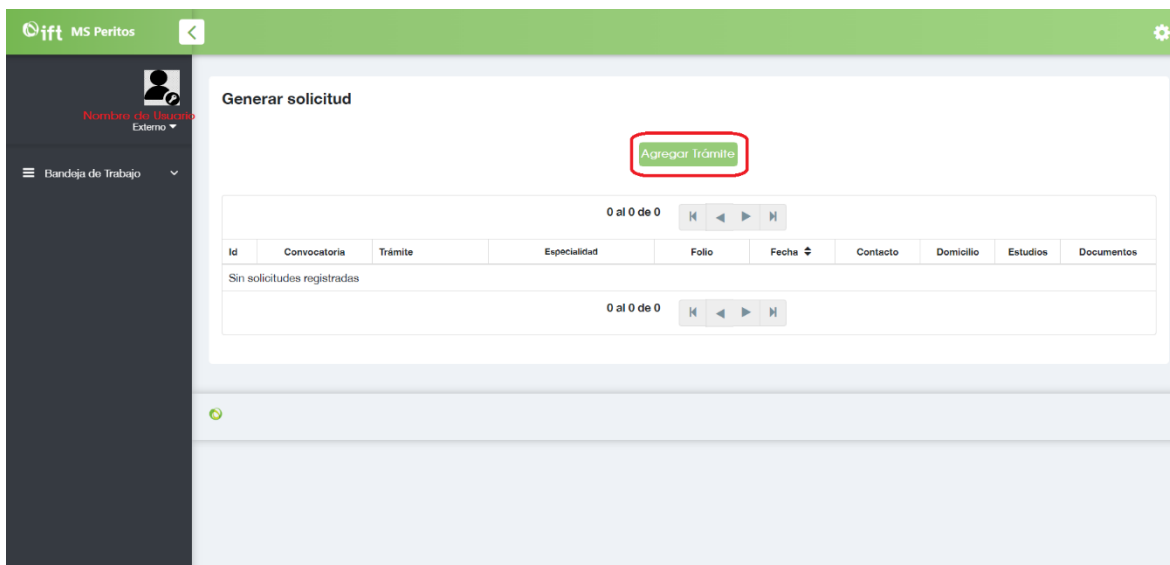 ift MS Peritos
Nombre de Usuario
Externo
Bandeja de Trabajo
Generar solicitud
Agregar Trámite
0 al 0 de 0
Id Convocatoria Trámite Especialidad Folio Fecha Contacto Domicilio Estudios Documentos
Sin solicitudes registradas
0 al 0 de 0